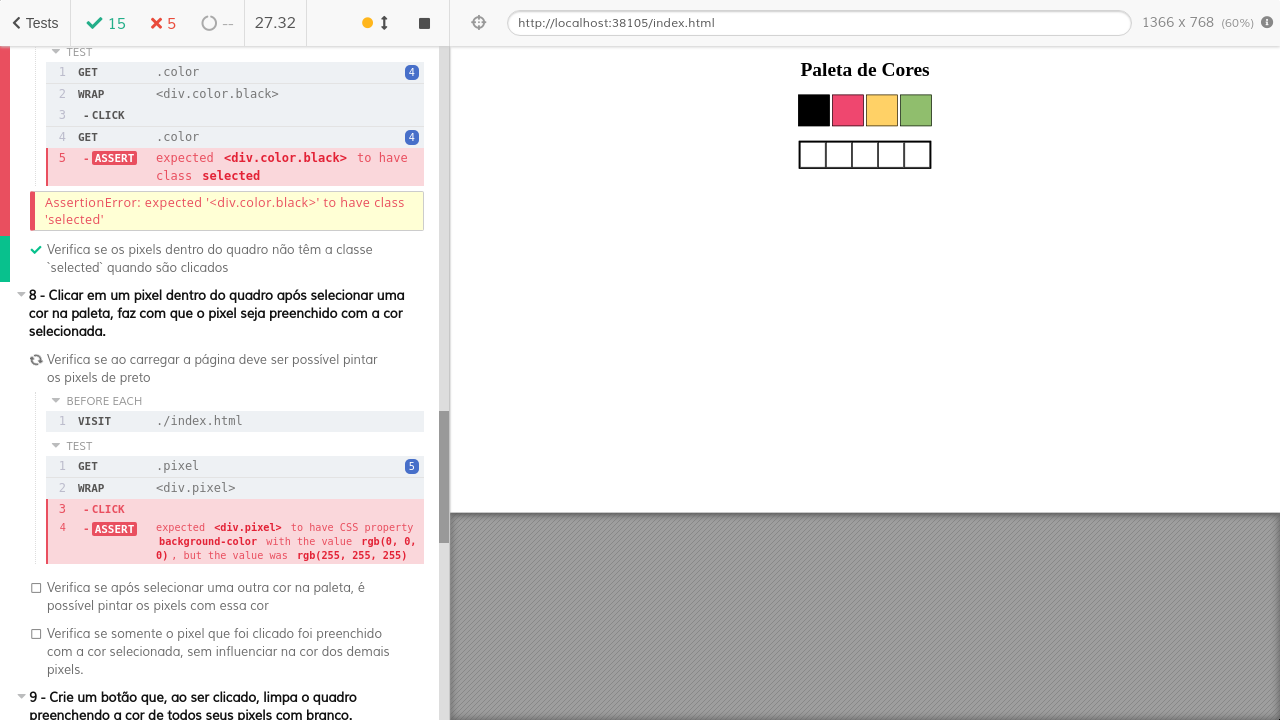 Tests
15
5
--
27.32
http://localhost:38105/index.html
1366 x 768 (60%)
TEST
1 GET .color 4
2 WRAP <div.color.black>
3 -CLICK
4 GET .color 4
5 -ASSERT expected <div.color.black> to have
class selected
AssertionError: expected '<div.color.black>' to have class
'selected'
Verifica se os pixels dentro do quadro não têm a classe
`selected` quando são clicados
8 - Clicar em um pixel dentro do quadro após selecionar uma
cor na paleta, faz com que o pixel seja preenchido com a cor
selecionada.
Verifica se ao carregar a página deve ser possível pintar
os pixels de preto
BEFORE EACH
1 VISIT ./index.html
TEST
1 GET .pixel 5
2 WRAP <div.pixel>
3 -CLICK
4 -ASSERT expected <div.pixel> to have CSS property
background-color with the value rgb(0, 0,
0), but the value was rgb(255, 255, 255)
Verifica se após selecionar uma outra cor na paleta, é
possível pintar os pixels com essa cor
Verifica se somente o pixel que foi clicado foi preenchido
com a cor selecionada, sem influenciar na cor dos demais
pixels.
9 - Crie um botão que, ao ser clicado, limpa o quadro
preenchendo a cor de todos seus pixels com branco.
Paleta de Cores